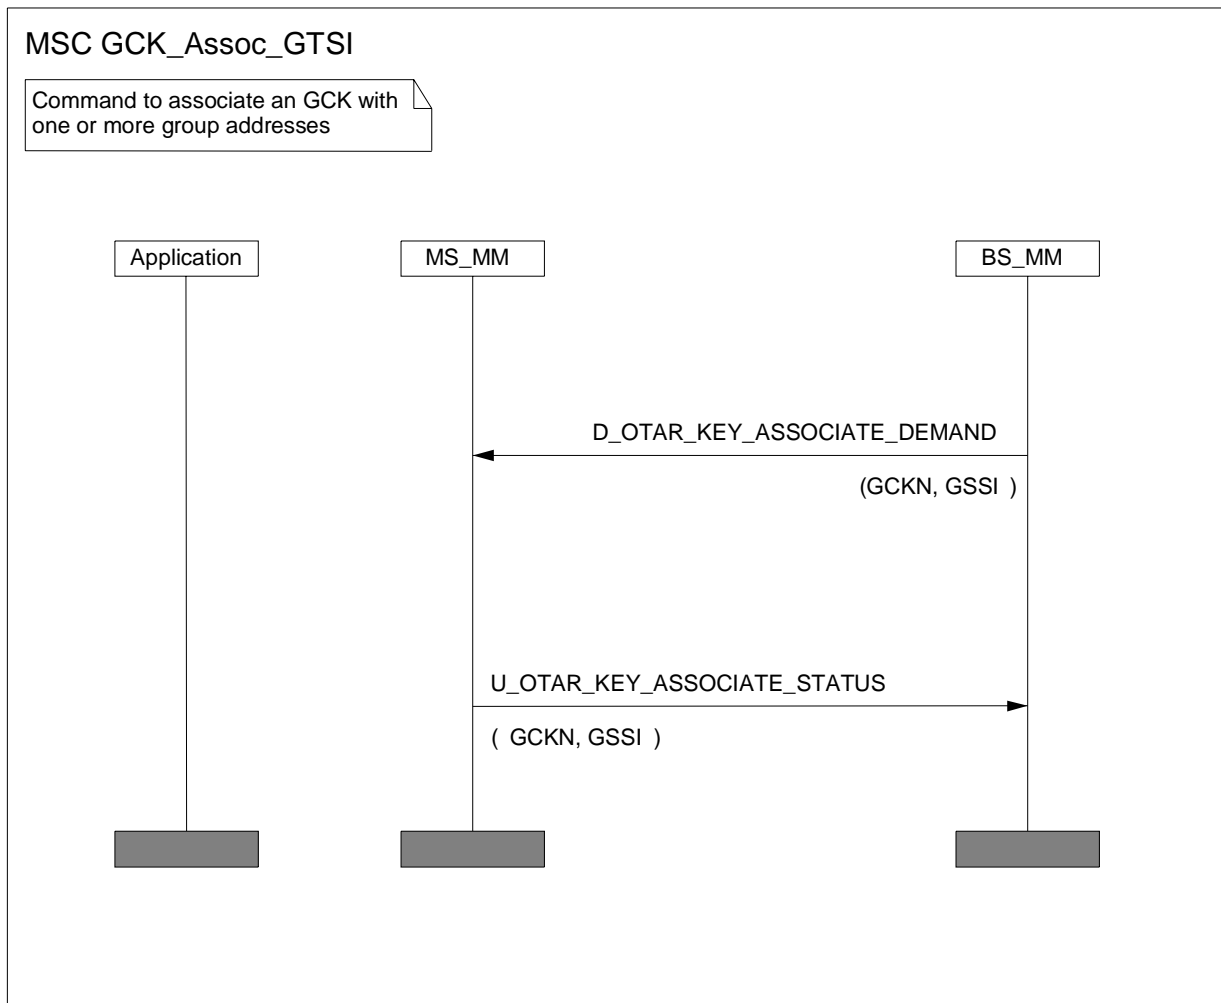 MSC GCK_Assoc_GTSI
Command to associate an GCK with
one or more group addresses
Application
MS_MM
BS_MM
D_OTAR_KEY_ASSOCIATE_DEMAND
(GCKN, GSSI )
U_OTAR_KEY_ASSOCIATE_STATUS
( GCKN, GSSI )